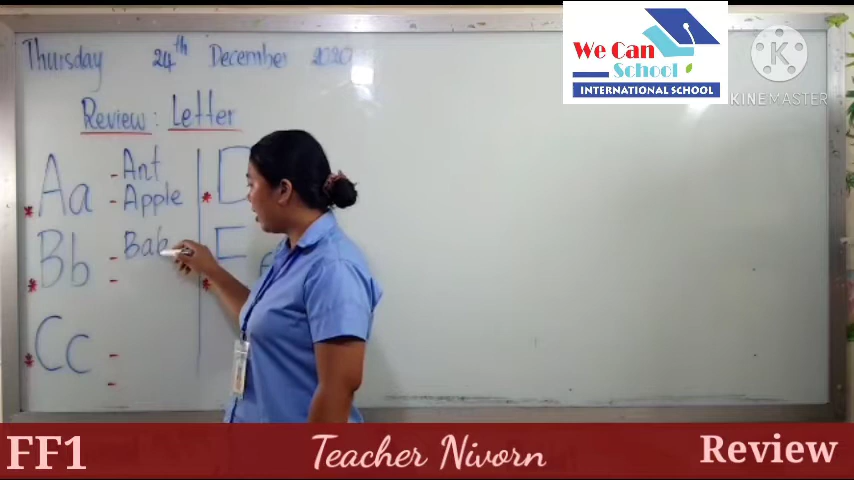 Thursday 24th December 2020
We Can
School
INTERNATIONAL SCHOOL
KINEMASTER
Review: Letter
* Aa - Ant
- Apple
* Bb - Bab
-
* Cc -
-
*
* E
FF1
Teacher Nivorn
Review